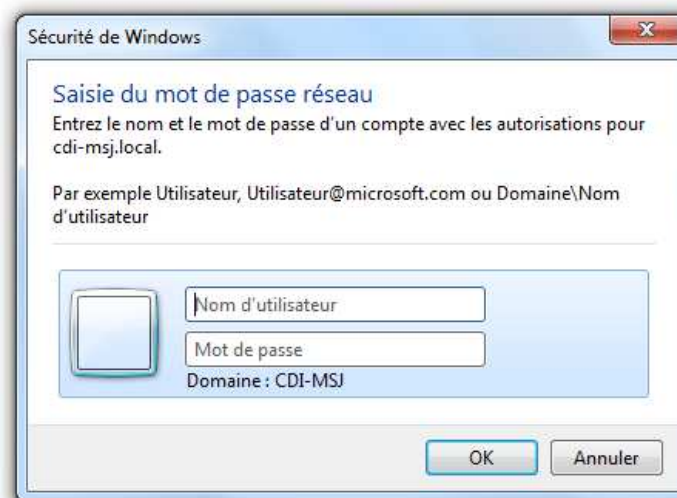 Sécurité de Windows
Saisie du mot de passe réseau
Entrez le nom et le mot de passe d'un compte avec les autorisations pour
cdi-msj.local.
Par exemple Utilisateur, Utilisateur@microsoft.com ou Domaine\Nom
d'utilisateur
Nom d'utilisateur
Mot de passe
Domaine : CDI-MSJ
OK
Annuler